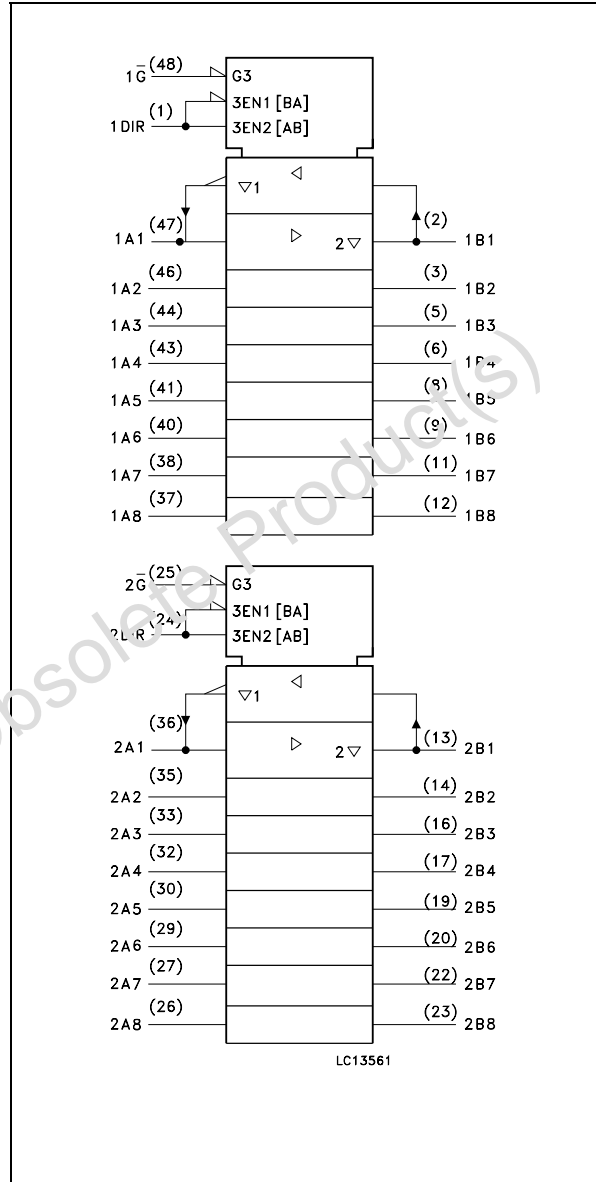 1G̅ (48) G3
3EN1 [BA]
1DIR (1) 3EN2 [AB]
▽1 ◁
1A1 (47) ▷ 2▽ (2) 1B1
1A2 (46) (3) 1B2
1A3 (44) (5) 1B3
1A4 (43) (6) 1B4
1A5 (41) (8) 1B5
1A6 (40) (9) 1B6
1A7 (38) (11) 1B7
1A8 (37) (12) 1B8
2G̅ (25) G3
3EN1 [BA]
2DIR (24) 3EN2 [AB]
▽1 ◁
2A1 (36) ▷ 2▽ (13) 2B1
2A2 (35) (14) 2B2
2A3 (33) (16) 2B3
2A4 (32) (17) 2B4
2A5 (30) (19) 2B5
2A6 (29) (20) 2B6
2A7 (27) (22) 2B7
2A8 (26) (23) 2B8
LC13561
Obsolete Product(s)